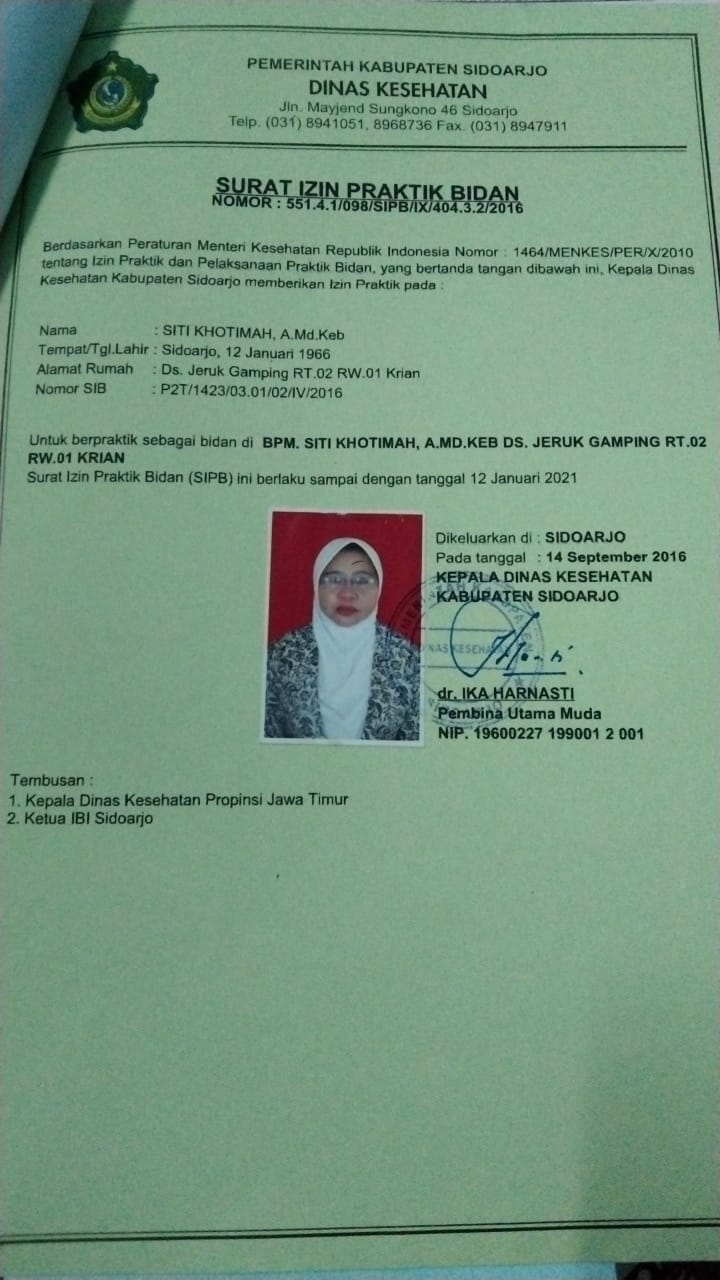 PEMERINTAH KABUPATEN SIDOARJO
DINAS KESEHATAN
Jln. Mayjend Sungkono 46 Sidoarjo
Telp. (031) 8941051, 8968736 Fax. (031) 8947911
SURAT IZIN PRAKTIK BIDAN
NOMOR : 551.4.1/098/SIPB/IX/404.3.2/2016
Berdasarkan Peraturan Menteri Kesehatan Republik Indonesia Nomor : 1464/MENKES/PER/X/2010
tentang Izin Praktik dan Pelaksanaan Praktik Bidan, yang bertanda tangan dibawah ini, Kepala Dinas
Kesehatan Kabupaten Sidoarjo memberikan Izin Praktik pada :
Nama : SITI KHOTIMAH, A.Md.Keb
Tempat/Tgl.Lahir : Sidoarjo, 12 Januari 1966
Alamat Rumah : Ds. Jeruk Gamping RT.02 RW.01 Krian
Nomor SIB : P2T/1423/03.01/02/IV/2016
Untuk berpraktik sebagai bidan di BPM. SITI KHOTIMAH, A.MD.KEB DS. JERUK GAMPING RT.02
RW.01 KRIAN
Surat Izin Praktik Bidan (SIPB) ini berlaku sampai dengan tanggal 12 Januari 2021
Dikeluarkan di : SIDOARJO
Pada tanggal : 14 September 2016
KEPALA DINAS KESEHATAN
KABUPATEN SIDOARJO
DINAS KESEHATAN
dr. IKA HARNASTI
Pembina Utama Muda
NIP. 19600227 199001 2 001
Tembusan :
1. Kepala Dinas Kesehatan Propinsi Jawa Timur
2. Ketua IBI Sidoarjo